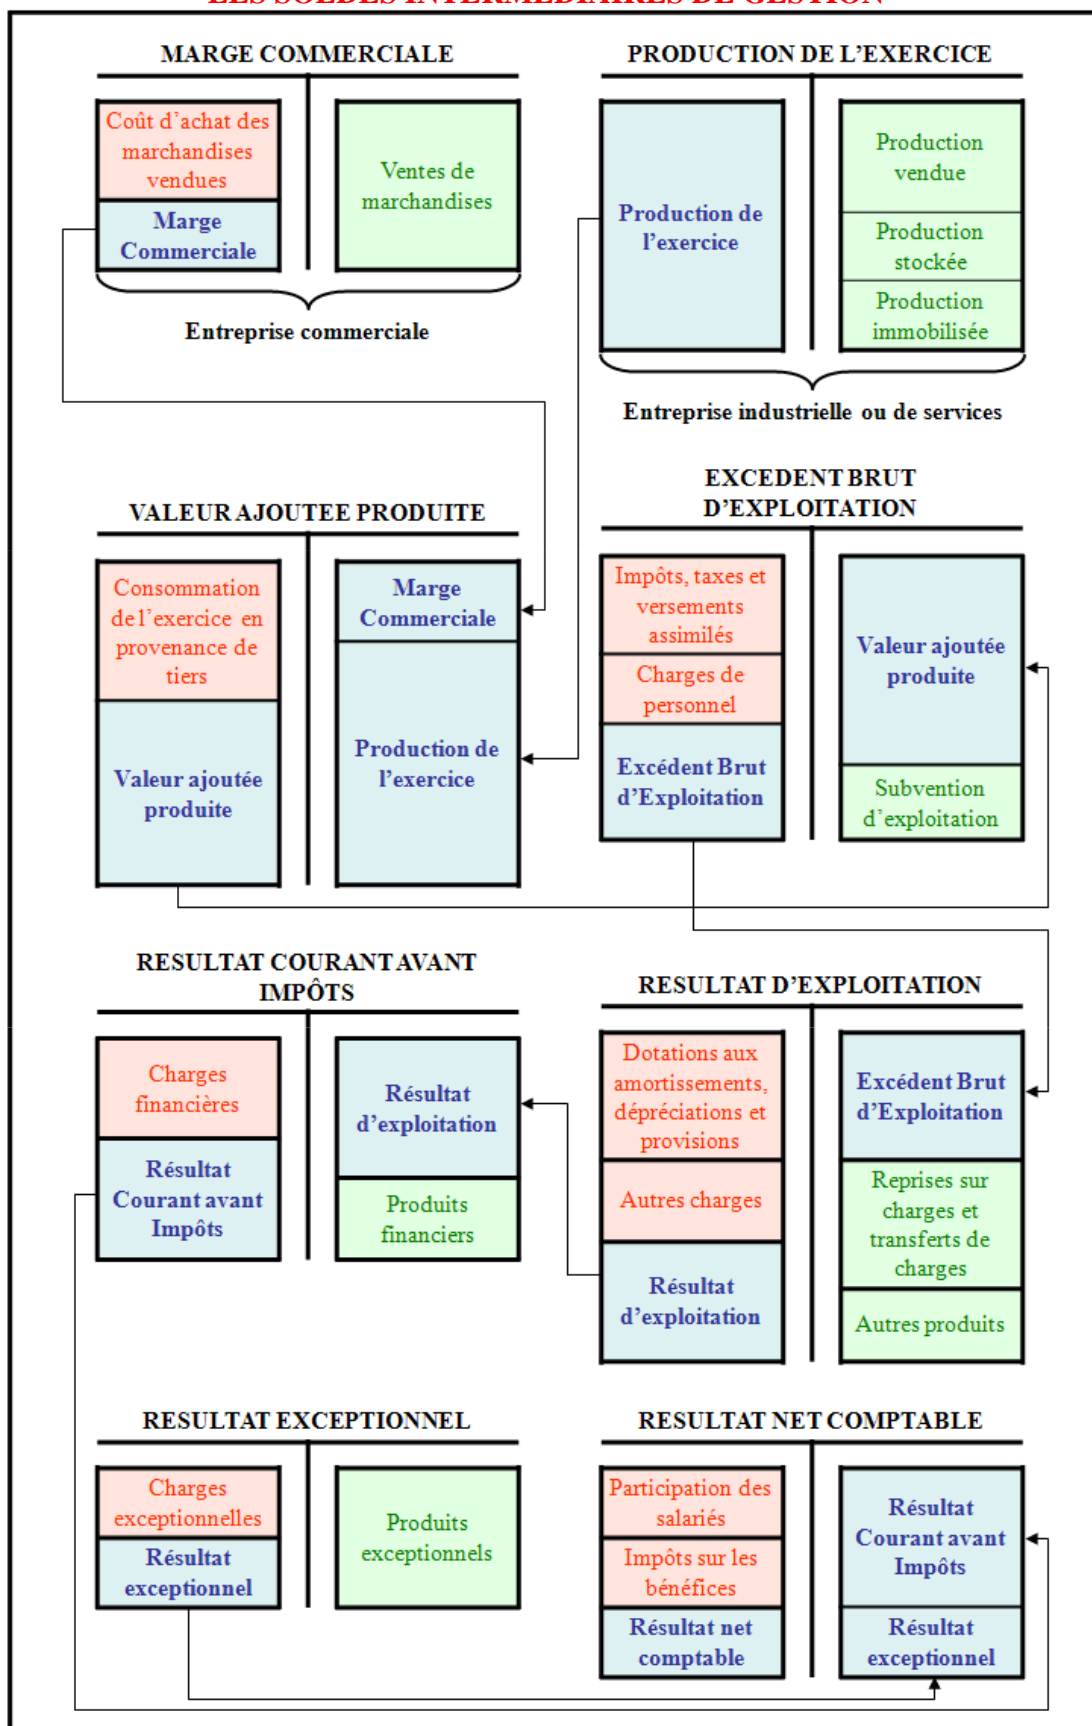 LES SOLDES INTERMEDIAIRES DE GESTION
MARGE COMMERCIALE
Coût d’achat des
marchandises
vendues
Marge
Commerciale
Ventes de
marchandises
Entreprise commerciale
PRODUCTION DE L’EXERCICE
Production de
l’exercice
Production
vendue
Production
stockée
Production
immobilisée
Entreprise industrielle ou de services
VALEUR AJOUTEE PRODUITE
Consommation
de l’exercice en
provenance de
tiers
Valeur ajoutée
produite
Marge
Commerciale
Production de
l’exercice
EXCEDENT BRUT
D’EXPLOITATION
Impôts, taxes et
versements
assimilés
Charges de
personnel
Excédent Brut
d’Exploitation
Valeur ajoutée
produite
Subvention
d’exploitation
RESULTAT COURANT AVANT
IMPÔTS
Charges
financières
Résultat
Courant avant
Impôts
Résultat
d’exploitation
Produits
financiers
RESULTAT D’EXPLOITATION
Dotations aux
amortissements,
dépréciations et
provisions
Autres charges
Résultat
d’exploitation
Excédent Brut
d’Exploitation
Reprises sur
charges et
transferts de
charges
Autres produits
RESULTAT EXCEPTIONNEL
Charges
exceptionnelles
Résultat
exceptionnel
Produits
exceptionnels
RESULTAT NET COMPTABLE
Participation des
salariés
Impôts sur les
bénéfices
Résultat net
comptable
Résultat
Courant avant
Impôts
Résultat
exceptionnel